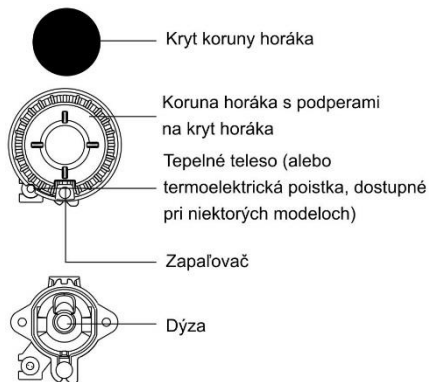 Kryt koruny horáka
Koruna horáka s podperami
na kryt horáka
Tepelné teleso (alebo
termoelektrická poistka, dostupné
pri niektorých modeloch)
Zapaľovač
Dýza